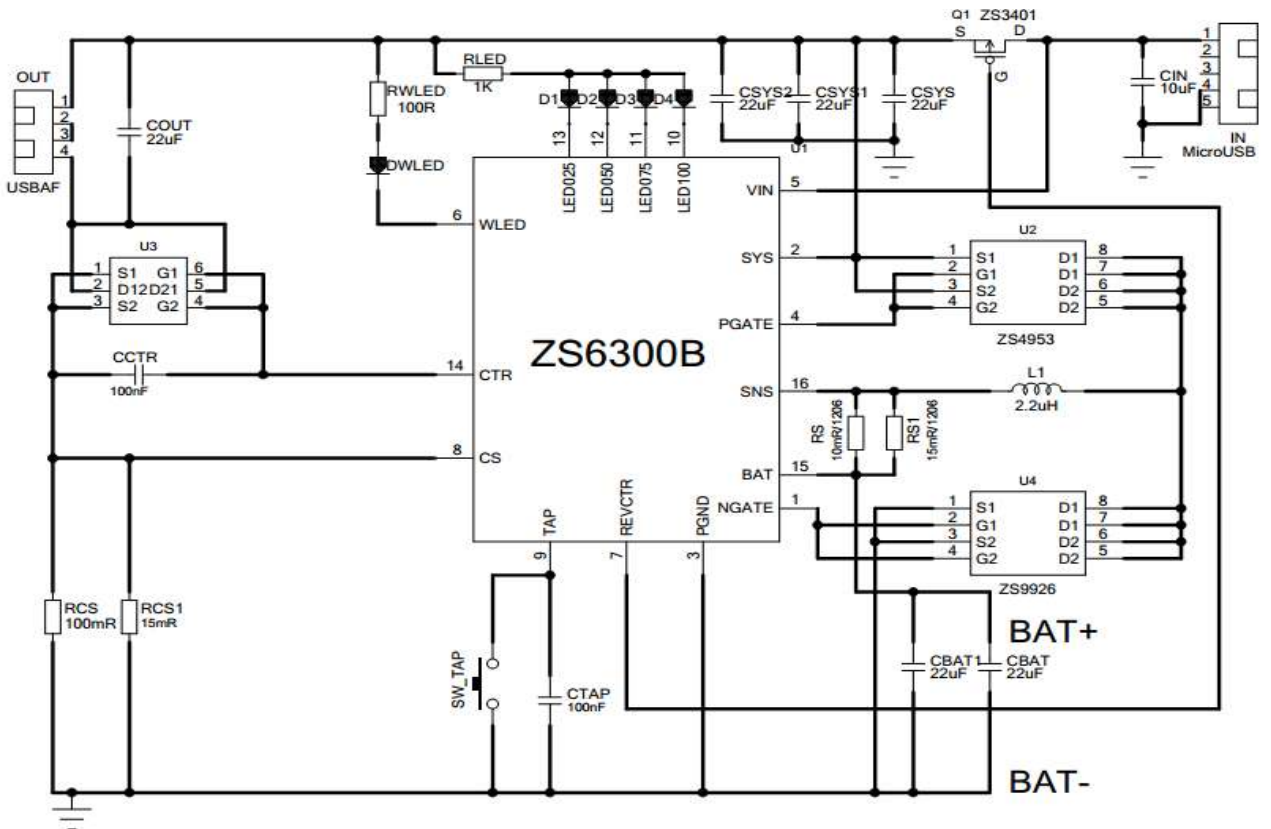 Q1 ZS3401
S D
G
1
2
3
4
5
IN
MicroUSB
CIN
10uF
OUT
1
2
3
4
USBAF
COUT
22uF
RWLED
100R
DWLED
RLED
1K
D1 D2 D3 D4
13 12 11 10
LED025 LED050 LED075 LED100
CSYS2
22uF
CSYS1
22uF
CSYS
22uF
U1
VIN 5
6 WLED
U3
1 S1 G1 6
2 D12 D21 5
3 S2 G2 4
SYS 2
PGATE 4
U2
1 S1 D1 8
2 G1 D1 7
3 S2 D2 6
4 G2 D2 5
ZS4953
ZS6300B
CCTR
100nF
14 CTR
SNS 16
L1
2.2uH
RS
10mR/1206
RS1
15mR/1206
8 CS
BAT 15
NGATE 1
U4
1 S1 D1 8
2 G1 D1 7
3 S2 D2 6
4 G2 D2 5
ZS9926
TAP
9
REVCTR
7
PGND
3
RCS
100mR
RCS1
15mR
SW_TAP
CTAP
100nF
BAT+
CBAT1
22uF
CBAT
22uF
BAT-